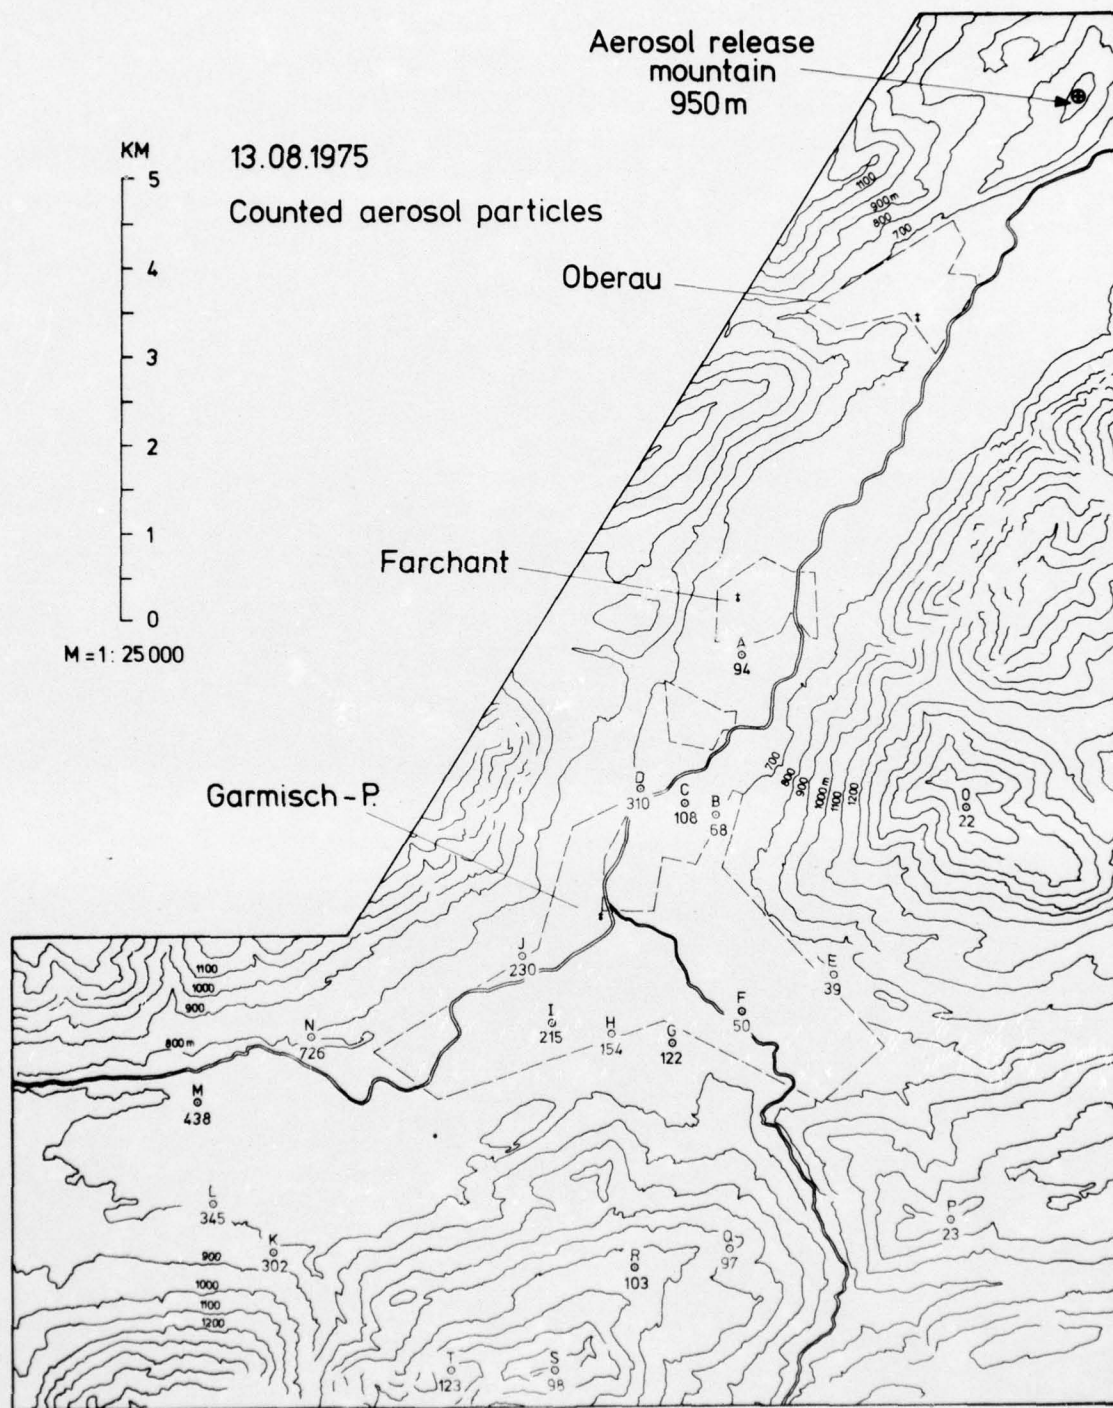 Aerosol release
mountain
950m
KM
13.08.1975
5
Counted aerosol particles
1100
900m
800
700
4
Oberau
3
2
1
Farchant
0
M=1:25000
A
94
700
800
900
1000m
1100
1200
D
310
C
108
B
68
O
22
Garmisch-P.
J
230
1100
1000
900
800m
E
39
F
50
I
215
H
154
G
122
N
726
M
438
L
345
P
23
K
302
Q
97
R
103
900
1000
1100
1200
T
123
S
98